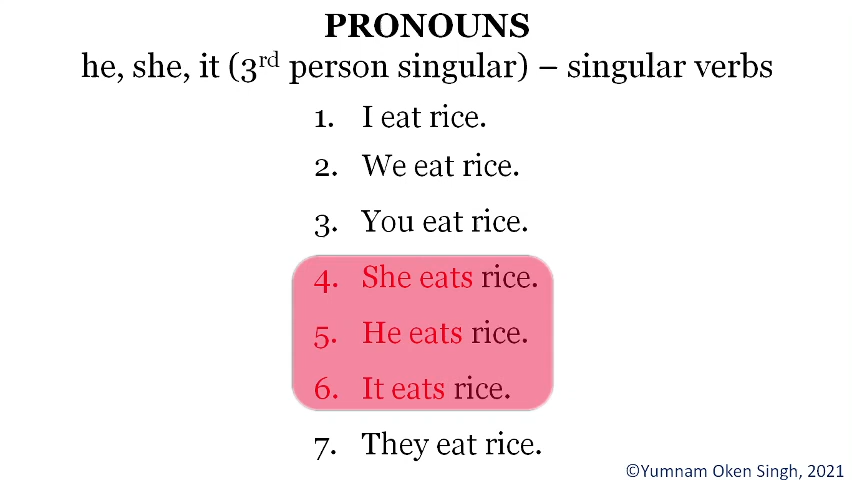 PRONOUNS
he, she, it (3rd person singular) – singular verbs
1. I eat rice.
2. We eat rice.
3. You eat rice.
4. She eats rice.
5. He eats rice.
6. It eats rice.
7. They eat rice.
©Yumnam Oken Singh, 2021